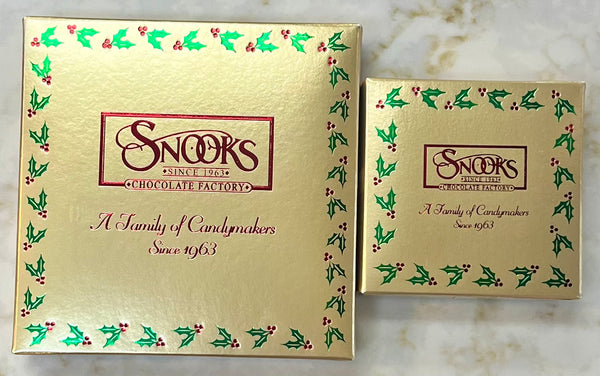 SNOOKS
• SINCE 1963 •
• CHOCOLATE FACTORY •
A Family of Candymakers
Since 1963
SNOOKS
• SINCE 1963 •
• CHOCOLATE FACTORY •
A Family of Candymakers
Since 1963